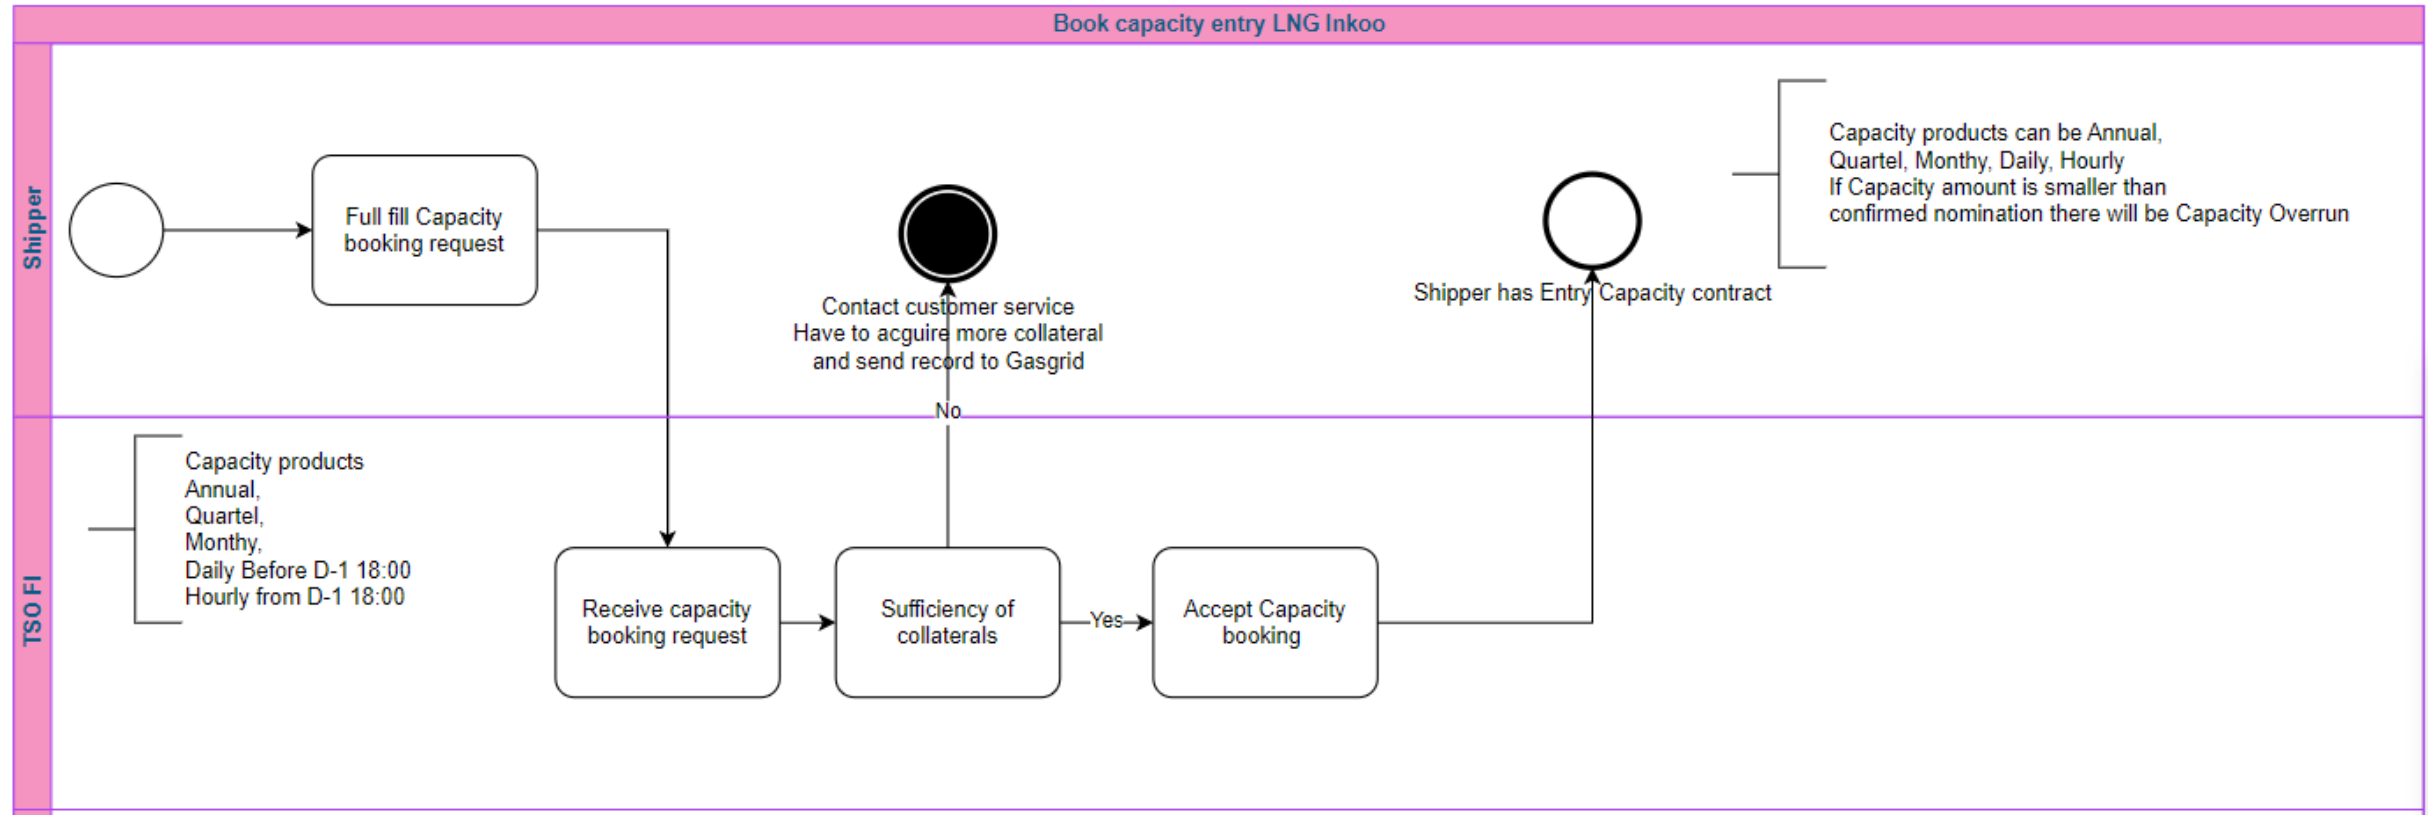 Book capacity entry LNG Inkoo
Shipper
Full fill Capacity
booking request
Contact customer service
Have to acquire more collateral
and send record to Gasgrid
No
Shipper has Entry Capacity contract
Capacity products can be Annual,
Quartel, Monthy, Daily, Hourly
If Capacity amount is smaller than
confirmed nomination there will be Capacity Overrun
TSO FI
Capacity products
Annual,
Quartel,
Monthy,
Daily Before D-1 18:00
Hourly from D-1 18:00
Receive capacity
booking request
Sufficiency of
collaterals
Yes
Accept Capacity
booking